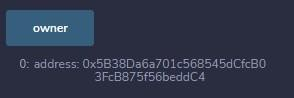 owner
0: address: 0x5B38Da6a701c568545dCfcB0
3FcB875f56beddC4